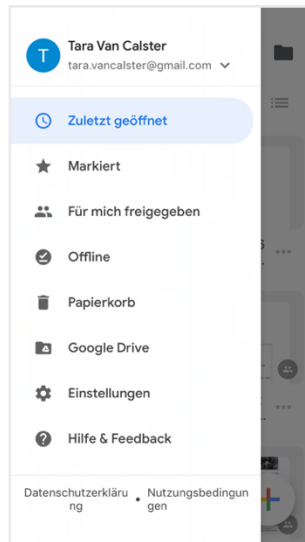 T
Tara Van Calster
tara.vancalster@gmail.com
Zuletzt geöffnet
Markiert
Für mich freigegeben
Offline
Papierkorb
Google Drive
Einstellungen
Hilfe & Feedback
Datenschutzerkläru • Nutzungsbedingun
ng gen